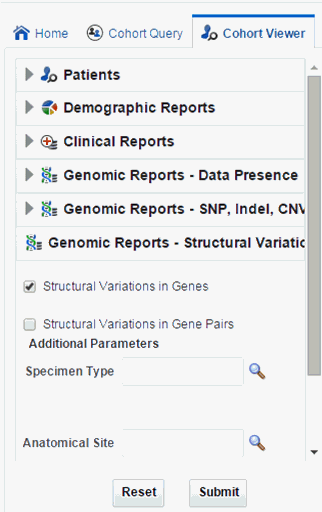 Home Cohort Query Cohort Viewer
Patients
Demographic Reports
Clinical Reports
Genomic Reports - Data Presence
Genomic Reports - SNP, Indel, CNV
Genomic Reports - Structural Variatio
Structural Variations in Genes
Structural Variations in Gene Pairs
Additional Parameters
Specimen Type
Anatomical Site
Reset Submit